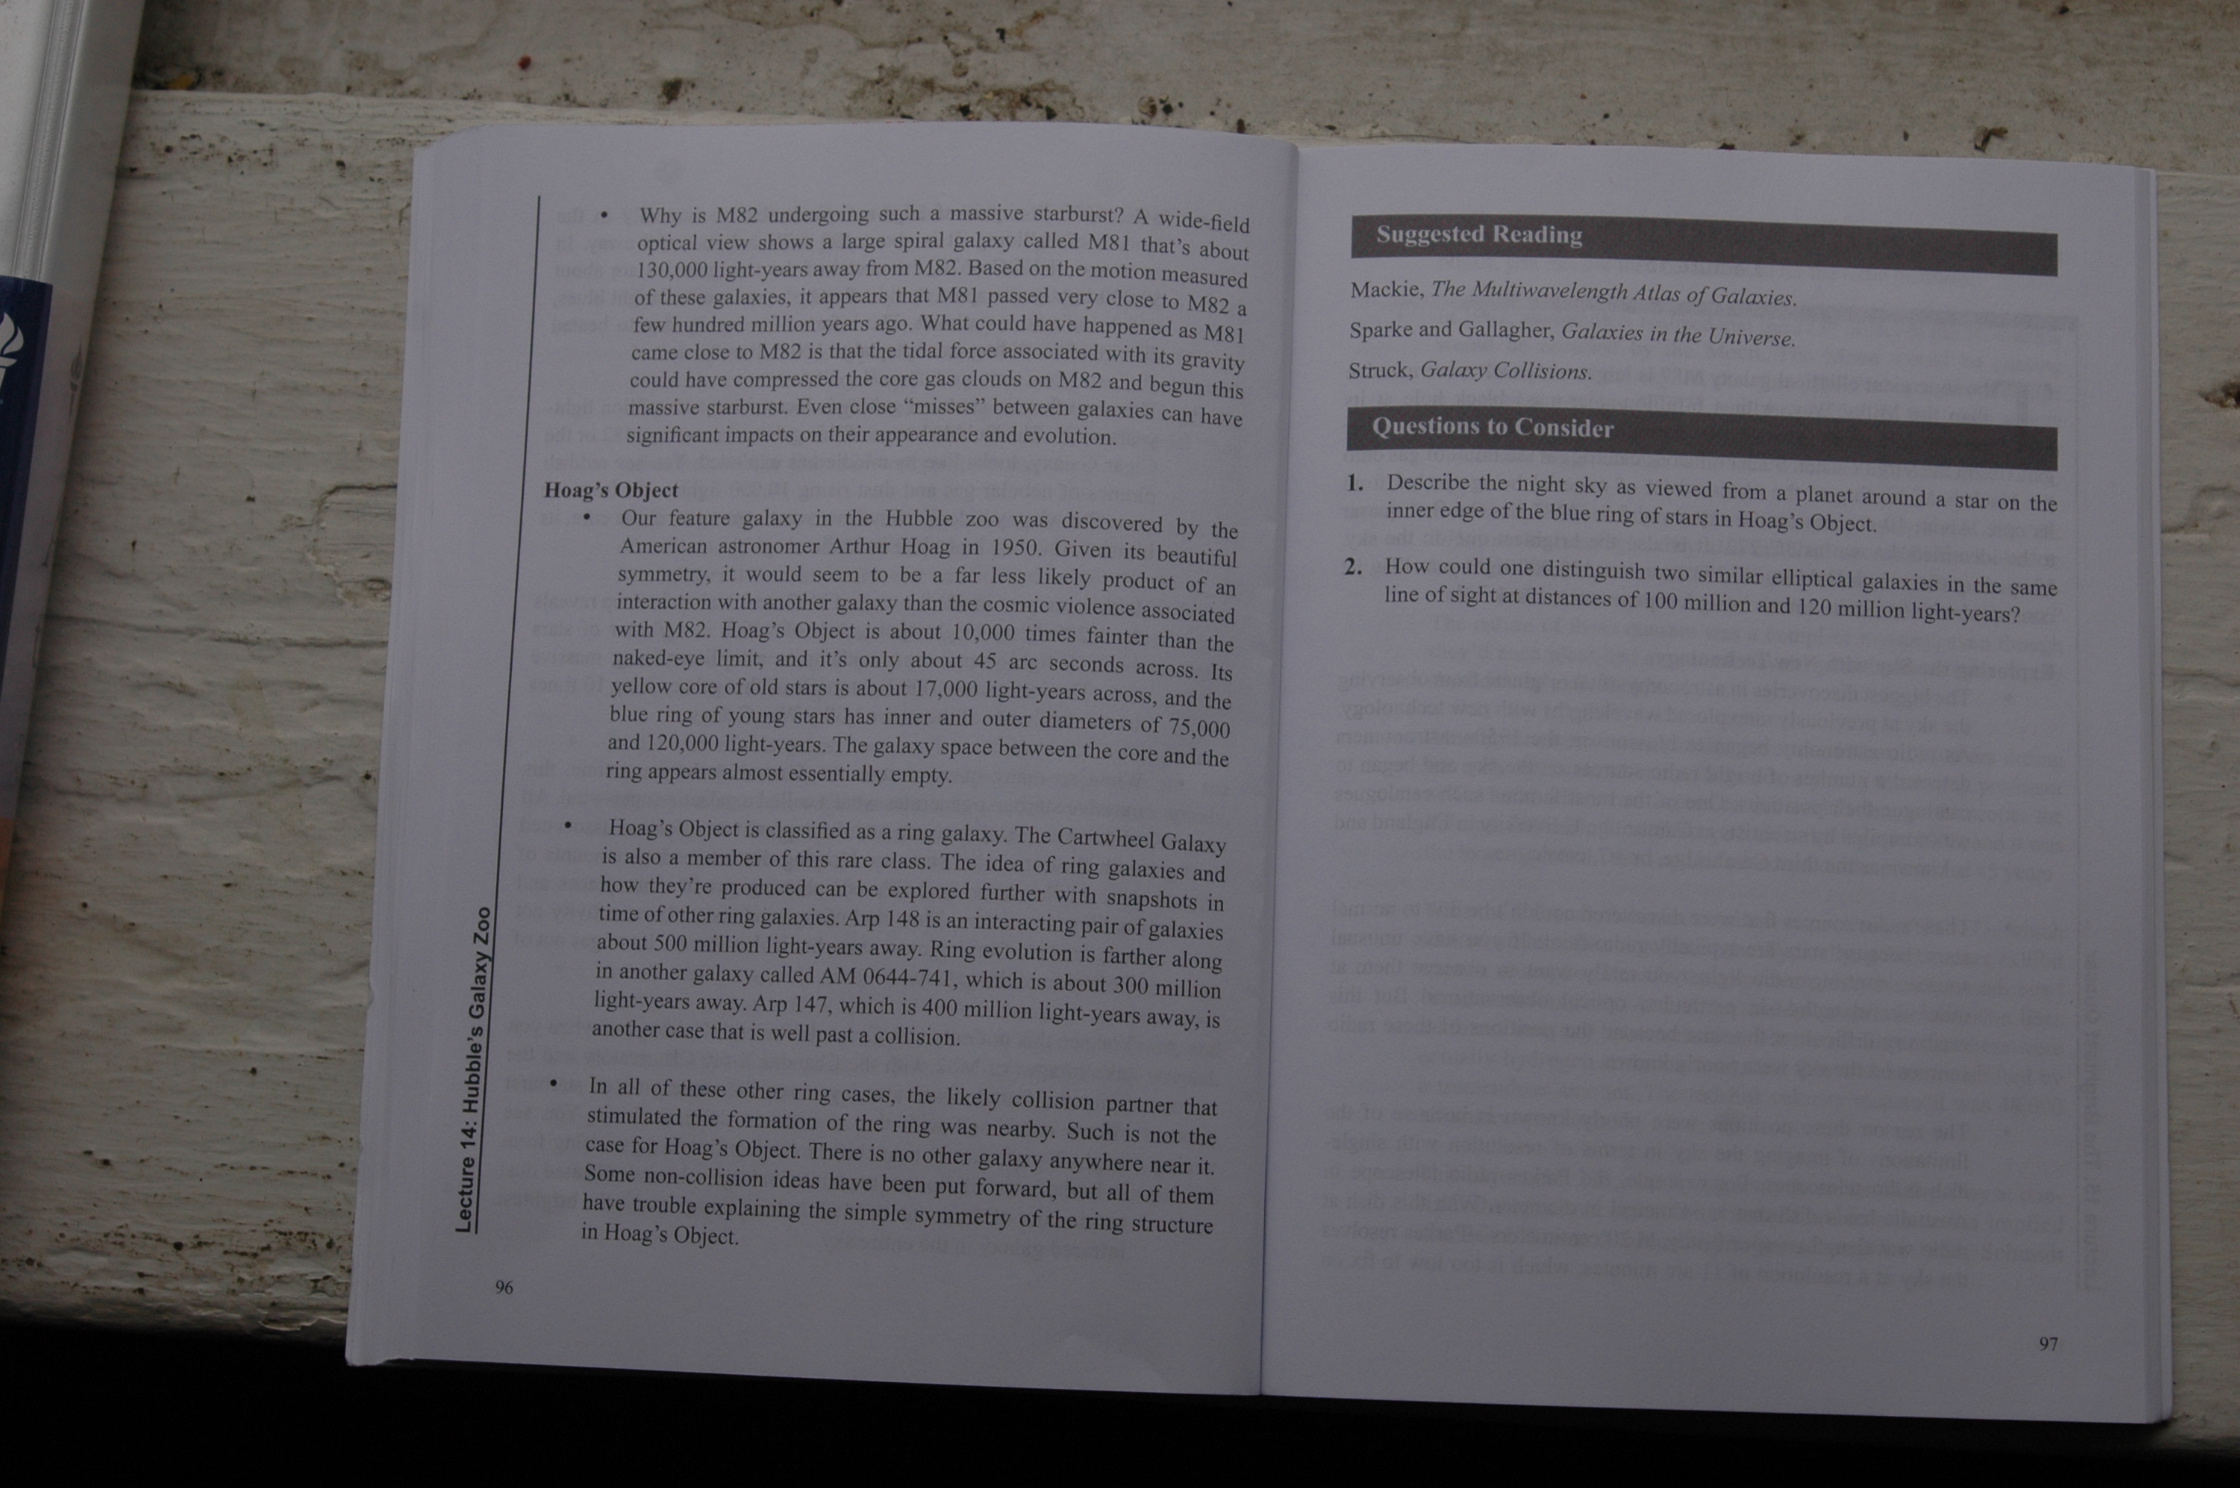 • Why is M82 undergoing such a massive starburst? A wide-field
optical view shows a large spiral galaxy called M81 that's about
130,000 light-years away from M82. Based on the motion measured
of these galaxies, it appears that M81 passed very close to M82 a
few hundred million years ago. What could have happened as M81
came close to M82 is that the tidal force associated with its gravity
could have compressed the core gas clouds on M82 and begun this
massive starburst. Even close “misses” between galaxies can have
significant impacts on their appearance and evolution.
Hoag's Object
• Our feature galaxy in the Hubble zoo was discovered by the
American astronomer Arthur Hoag in 1950. Given its beautiful
symmetry, it would seem to be a far less likely product of an
interaction with another galaxy than the cosmic violence associated
with M82. Hoag's Object is about 10,000 times fainter than the
naked-eye limit, and it's only about 45 arc seconds across. Its
yellow core of old stars is about 17,000 light-years across, and the
blue ring of young stars has inner and outer diameters of 75,000
and 120,000 light-years. The galaxy space between the core and the
ring appears almost essentially empty.
• Hoag's Object is classified as a ring galaxy. The Cartwheel Galaxy
is also a member of this rare class. The idea of ring galaxies and
how they're produced can be explored further with snapshots in
time of other ring galaxies. Arp 148 is an interacting pair of galaxies
about 500 million light-years away. Ring evolution is farther along
in another galaxy called AM 0644-741, which is about 300 million
light-years away. Arp 147, which is 400 million light-years away, is
another case that is well past a collision.
• In all of these other ring cases, the likely collision partner that
stimulated the formation of the ring was nearby. Such is not the
case for Hoag's Object. There is no other galaxy anywhere near it.
Some non-collision ideas have been put forward, but all of them
have trouble explaining the simple symmetry of the ring structure
in Hoag's Object.
Lecture 14: Hubble's Galaxy Zoo
96
Suggested Reading
Mackie, The Multiwavelength Atlas of Galaxies.
Sparke and Gallagher, Galaxies in the Universe.
Struck, Galaxy Collisions.
Questions to Consider
1. Describe the night sky as viewed from a planet around a star on the
inner edge of the blue ring of stars in Hoag's Object.
2. How could one distinguish two similar elliptical galaxies in the same
line of sight at distances of 100 million and 120 million light-years?
97